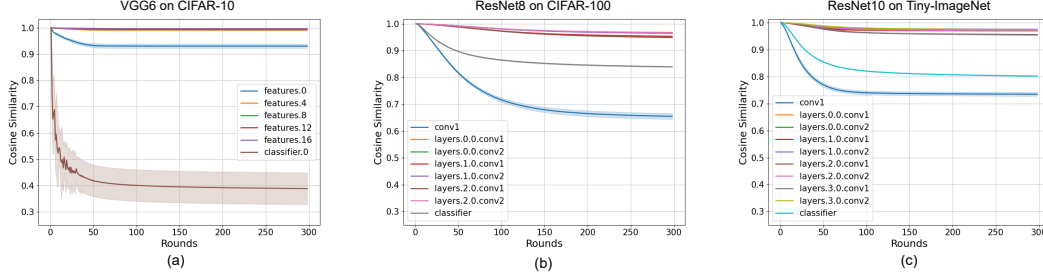 VGG6 on CIFAR-10
Cosine Similarity
1.0
0.9
0.8
0.7
0.6
0.5
0.4
0.3
features.0
features.4
features.8
features.12
features.16
classifier.0
0 50 100 150 200 250 300
Rounds
(a)
ResNet8 on CIFAR-100
Cosine Similarity
1.0
0.9
0.8
0.7
0.6
0.5
0.4
0.3
conv1
layers.0.0.conv1
layers.0.0.conv2
layers.1.0.conv1
layers.1.0.conv2
layers.2.0.conv1
layers.2.0.conv2
classifier
0 50 100 150 200 250 300
Rounds
(b)
ResNet10 on Tiny-ImageNet
Cosine Similarity
1.0
0.9
0.8
0.7
0.6
0.5
0.4
0.3
conv1
layers.0.0.conv1
layers.0.0.conv2
layers.1.0.conv1
layers.1.0.conv2
layers.2.0.conv1
layers.2.0.conv2
layers.3.0.conv1
layers.3.0.conv2
classifier
0 50 100 150 200 250 300
Rounds
(c)